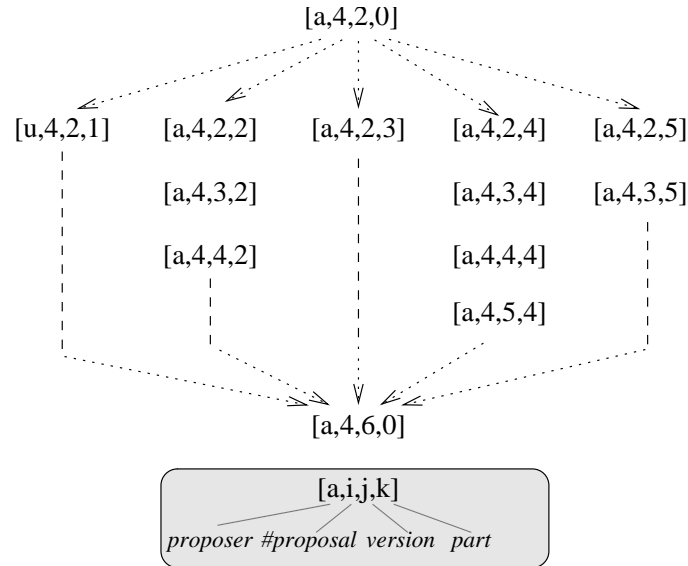 [a,4,2,0]
[u,4,2,1] [a,4,2,2] [a,4,2,3] [a,4,2,4] [a,4,2,5]
[a,4,3,2] [a,4,3,4] [a,4,3,5]
[a,4,4,2] [a,4,4,4]
[a,4,5,4]
[a,4,6,0]
[a,i,j,k]
proposer #proposal version part